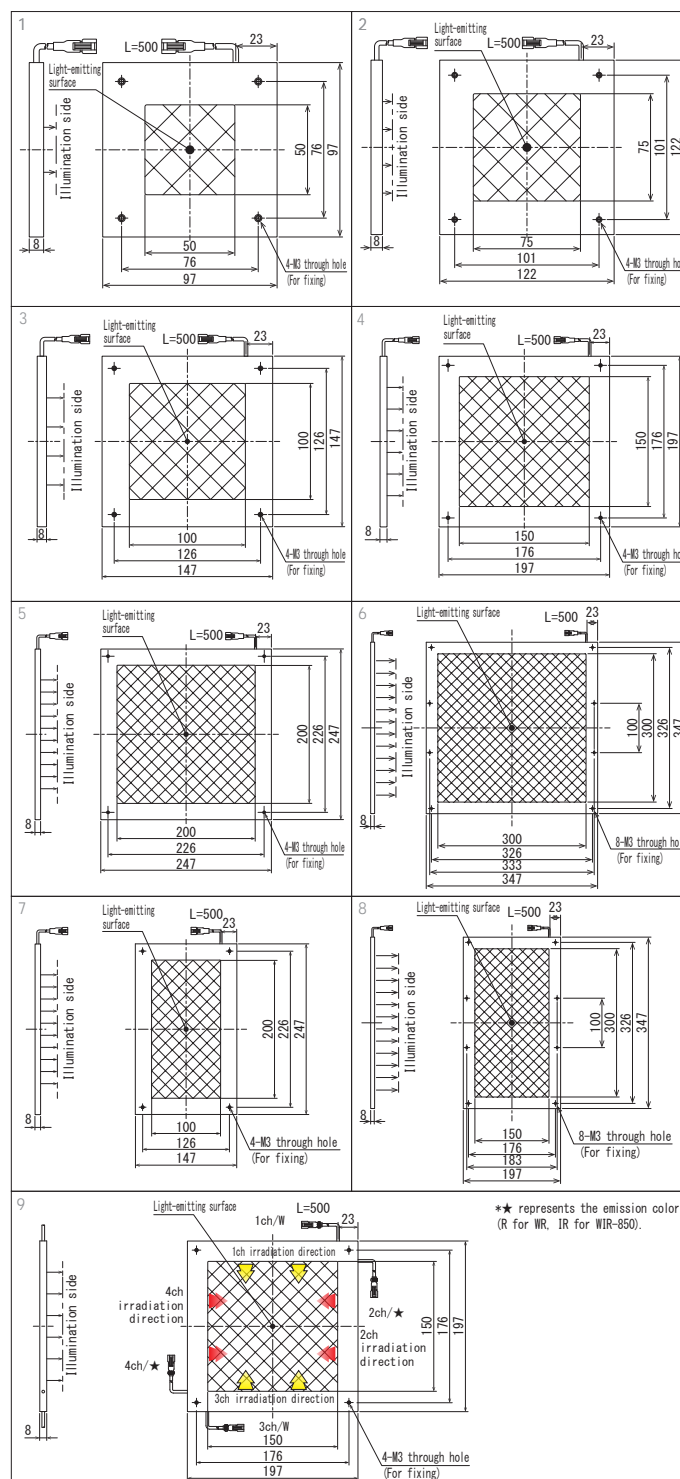 1
L=500
23
Light-emitting
surface
Illumination side
50
76
97
8
50
76
97
4-M3 through hole
(For fixing)
2
Light-emitting
surface
L=500
23
Illumination side
75
101
122
8
75
101
122
4-M3 through ho
(For fixing)
3
Light-emitting
surface
L=500
23
Illumination side
100
126
147
8
100
126
147
4-M3 through hole
(For fixing)
4
Light-emitting
surface
L=500
23
Illumination side
150
176
197
8
150
176
197
4-M3 through ho
(For fixing)
5
Light-emitting
surface
L=500
23
Illumination side
200
226
247
8
200
226
247
4-M3 through hole
(For fixing)
6
Light-emitting surface
L=500
23
Illumination side
100
300
326
347
8
300
326
333
347
8-M3 through ho
(For fixing)
7
Light-emitting
surface
L=500
23
Illumination side
200
226
247
8
100
126
147
4-M3 through hole
(For fixing)
8
Light-emitting surface
L=500
23
Illumination side
100
300
326
347
8
150
176
183
197
8-M3 through hole
(For fixing)
9
Light-emitting surface
L=500
1ch/W
23
*★ represents the emission color
(R for WR, IR for WIR-850).
Illumination side
1ch irradiation direction
4ch
irradiation
direction
2ch/★
2ch
irradiation
direction
150
176
197
4ch/★
3ch irradiation direction
3ch/W
8
150
176
197
4-M3 through hole
(For fixing)